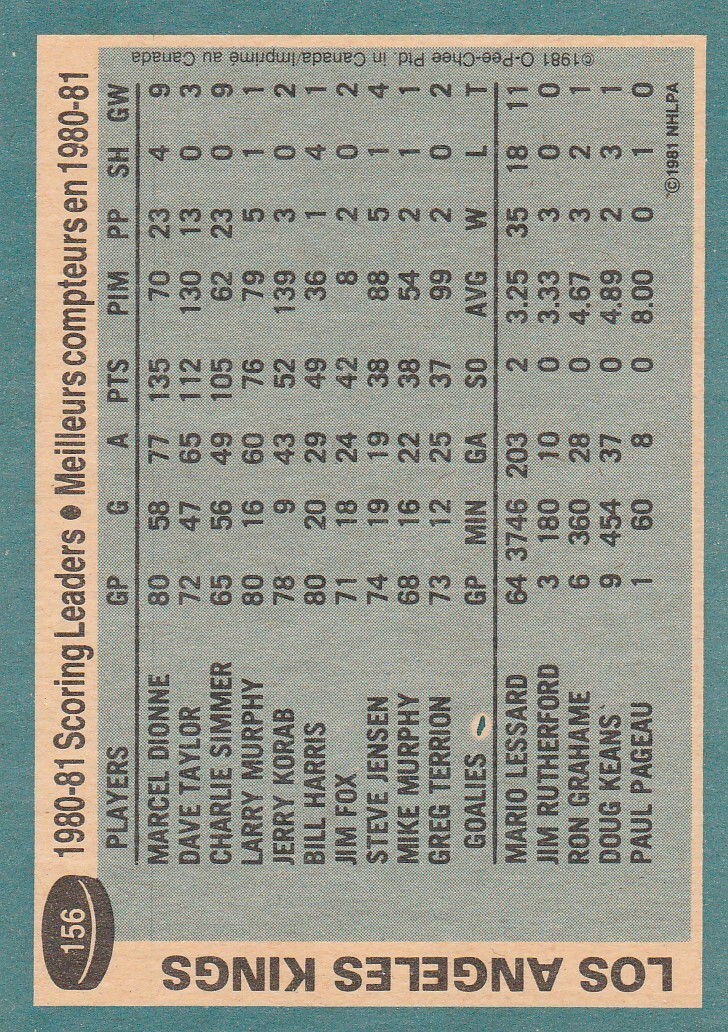 156
1980-81 Scoring Leaders • Meilleurs compteurs en 1980-81
PLAYERS GP G A PTS PIM PP SH GW
MARCEL DIONNE 80 58 77 135 70 23 4 9
DAVE TAYLOR 72 47 65 112 130 13 0 3
CHARLIE SIMMER 65 56 49 105 62 23 0 9
LARRY MURPHY 80 16 60 76 79 5 1 1
JERRY KORAB 78 9 43 52 139 3 0 2
BILL HARRIS 80 20 29 49 36 1 4 1
JIM FOX 71 18 24 42 8 2 0 2
STEVE JENSEN 74 19 19 38 88 5 1 4
MIKE MURPHY 68 16 22 38 54 2 1 1
GREG TERRION 73 12 25 37 99 2 0 2
GOALIES GP MIN GA SO AVG W L T
MARIO LESSARD 64 3746 203 2 3.25 35 18 11
JIM RUTHERFORD 3 180 10 0 3.33 3 0 0
RON GRAHAME 6 360 28 0 4.67 3 2 1
DOUG KEANS 9 454 37 0 4.89 2 3 1
PAUL PAGEAU 1 60 8 0 8.00 0 1 0
©1981 NHLPA
LOS ANGELES KINGS
©1981 O-Pee-Chee Ptd. in Canada/Imprimé au Canada